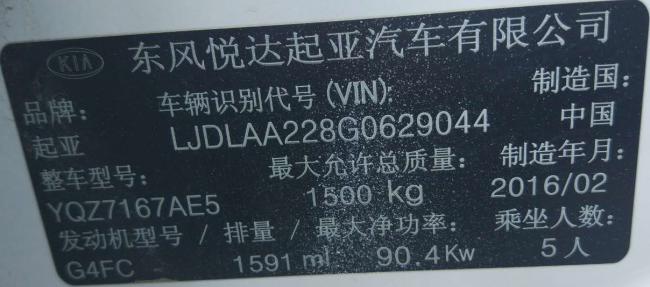 KIA 东风悦达起亚汽车有限公司
品牌: 车辆识别代号 (VIN): 制造国:
起亚 LJDLAA228G0629044 中国
整车型号: 最大允许总质量: 制造年月:
YQZ7167AE5 1500 kg 2016/02
发动机型号 / 排量 / 最大净功率: 乘坐人数:
G4FC 1591 ml 90.4Kw 5人